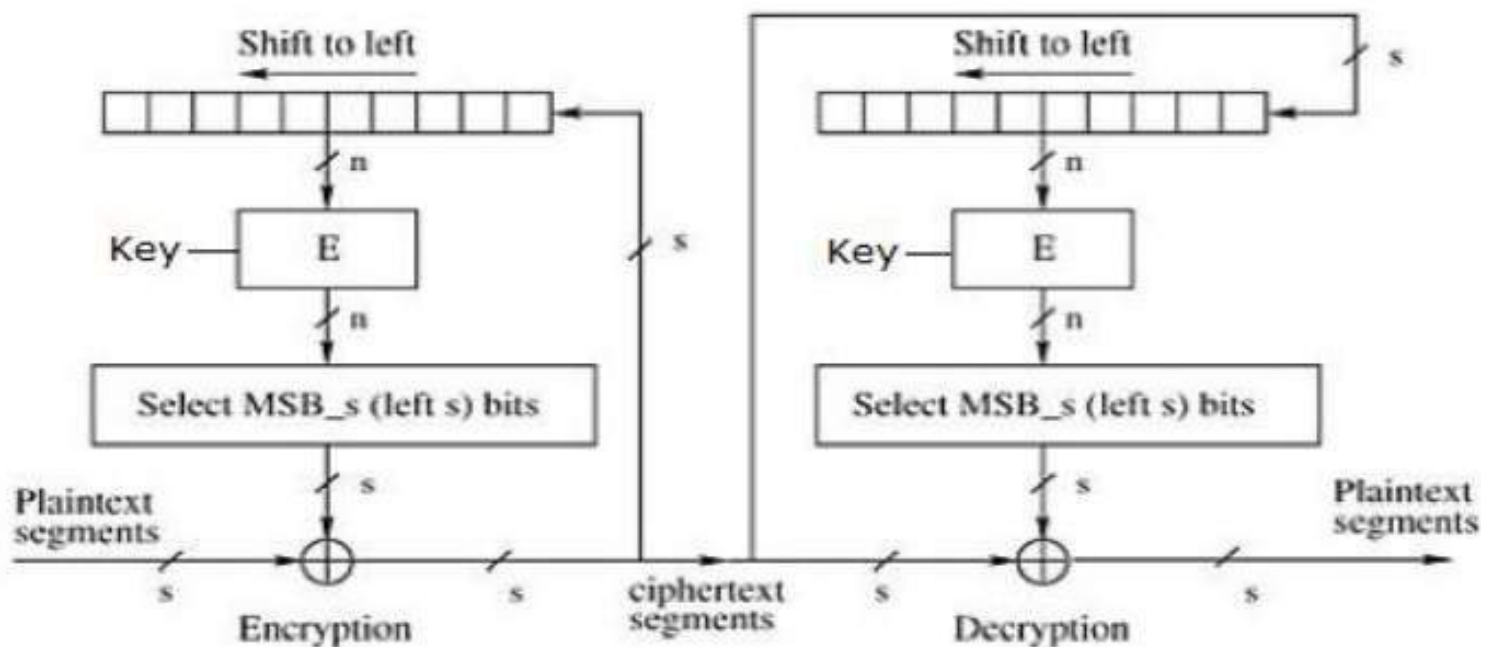 Shift to left
s
Shift to left
n
n
Key
E
s
Key
E
n
n
Select MSB_s (left s) bits
Select MSB_s (left s) bits
s
s
Plaintext
segments
Plaintext
segments
s
s
ciphertext
segments
s
s
Encryption
Decryption